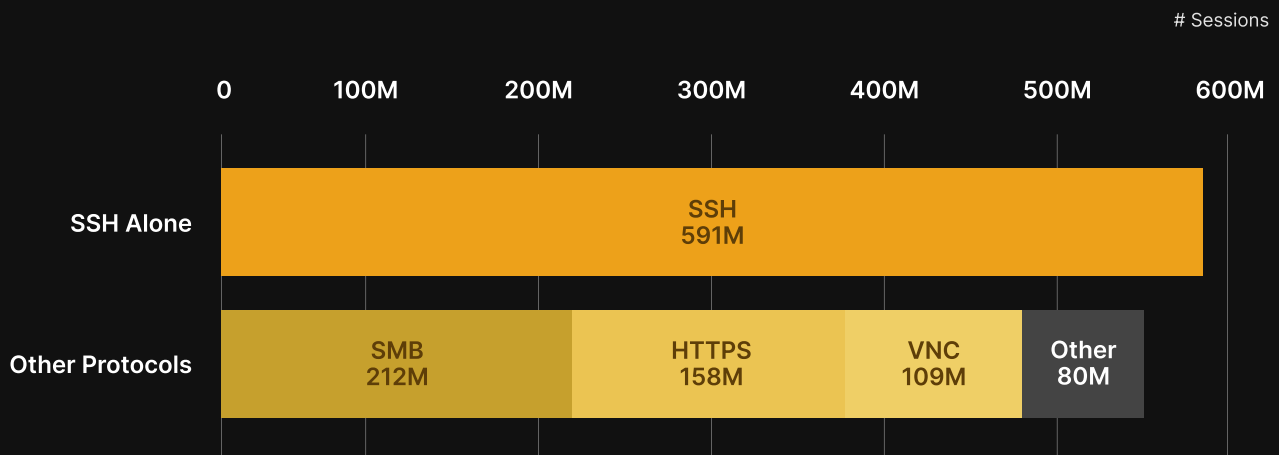 # Sessions
0 100M 200M 300M 400M 500M 600M
SSH Alone
SSH
591M
Other Protocols
SMB
212M
HTTPS
158M
VNC
109M
Other
80M